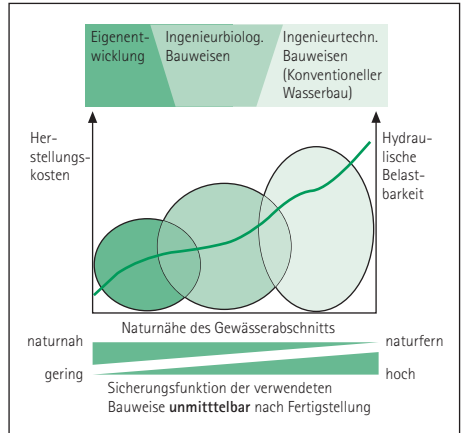 Eigenent-
wicklung
Ingenieurbiolog.
Bauweisen
Ingenieurtechn.
Bauweisen
(Konventioneller
Wasserbau)
Her-
stellungs-
kosten
Hydrau-
lische
Belast-
barkeit
Naturnähe des Gewässerabschnitts
naturnah
naturfern
gering
hoch
Sicherungsfunktion der verwendeten
Bauweise unmitttelbar nach Fertigstellung